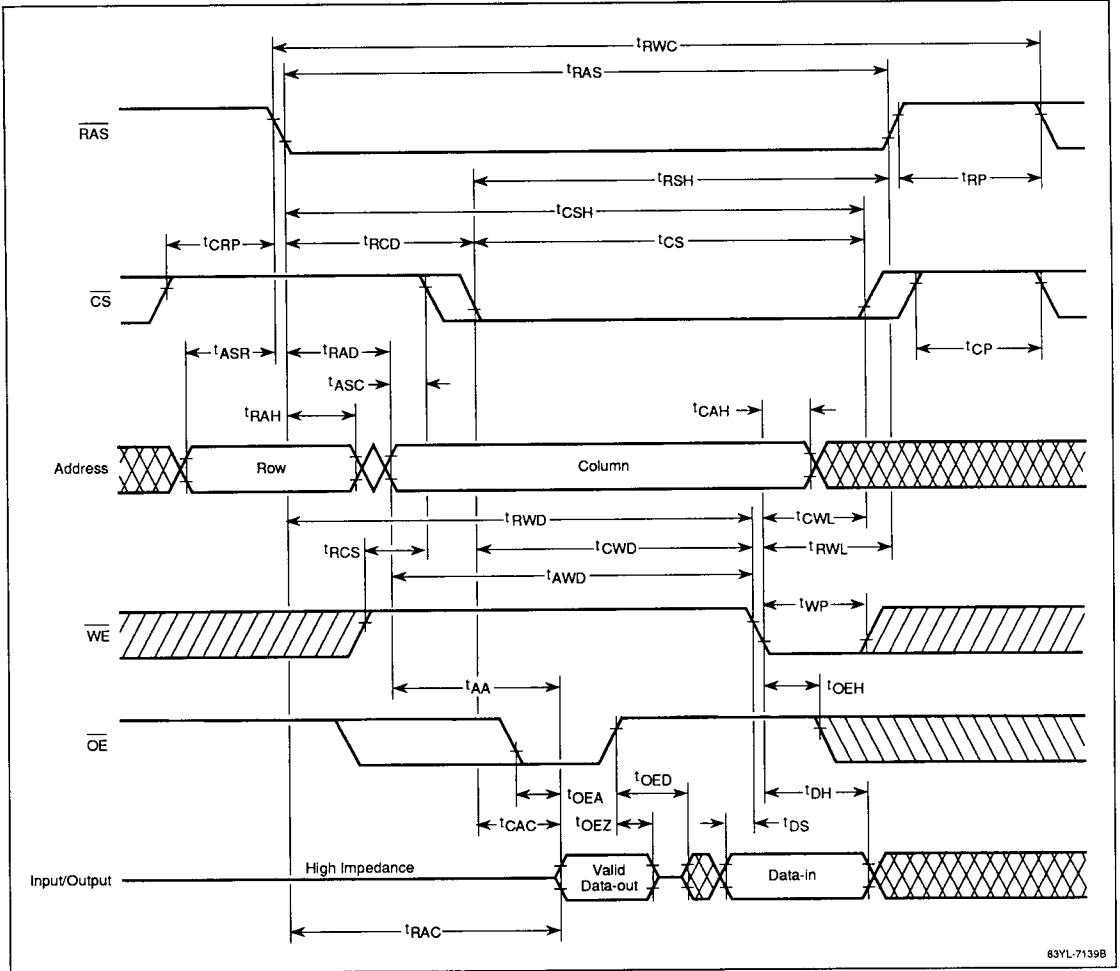 tRWC
tRAS
RAS
tRSH
tRP
tCSH
tCRP
tRCD
tCS
CS
tASR
tRAD
tCP
tASC
tRAH
tCAH
Address
Row
Column
tRWD
tCWL
tRCS
tCWD
tRWL
tAWD
tWP
WE
tAA
tOEH
OE
tOED
tOEA
tDH
tCAC
tOEZ
tDS
High Impedance
Input/Output
Valid
Data-out
Data-in
tRAC
83YL-7139B